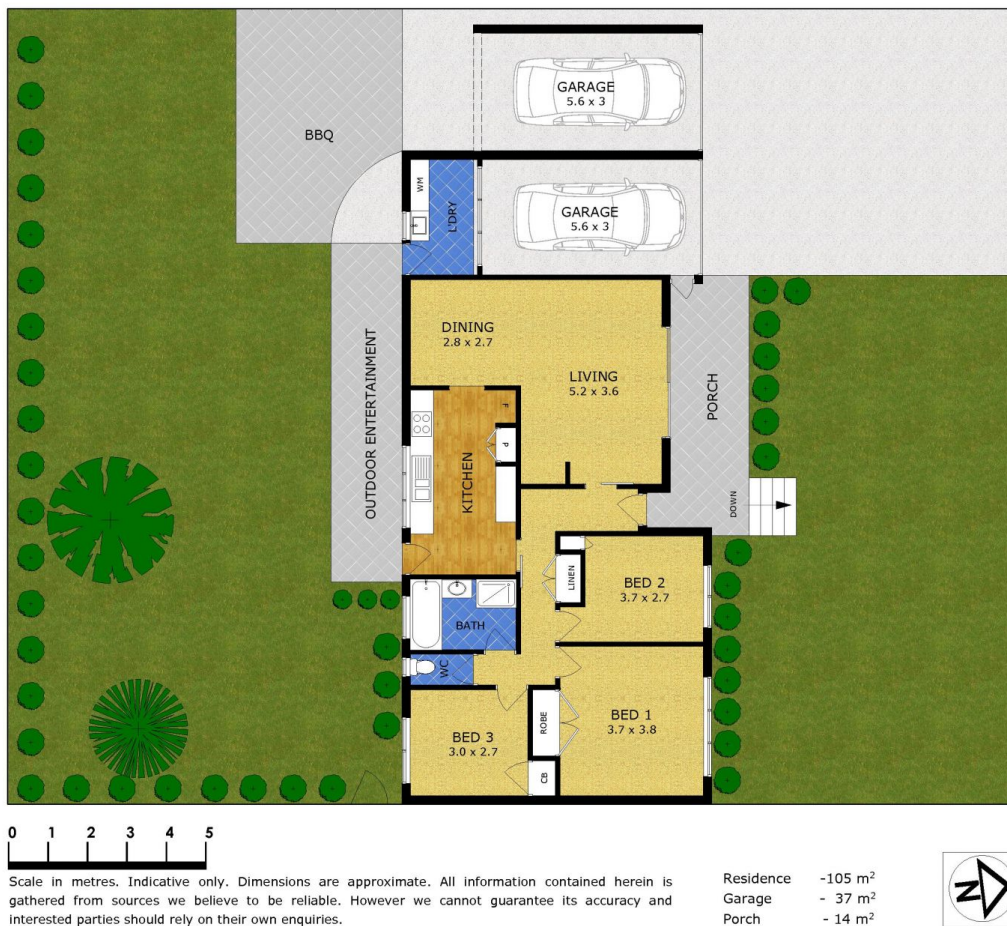 GARAGE
5.6 x 3
BBQ
WM
L'DRY
GARAGE
5.6 x 3
DINING
2.8 x 2.7
LIVING
5.2 x 3.6
OUTDOOR ENTERTAINMENT
PORCH
F
P
KITCHEN
DOWN
LINEN
BED 2
3.7 x 2.7
BATH
WC
BED 1
3.7 x 3.8
ROBE
BED 3
3.0 x 2.7
CB
0 1 2 3 4 5
Scale in metres. Indicative only. Dimensions are approximate. All information contained herein is
gathered from sources we believe to be reliable. However we cannot guarantee its accuracy and
interested parties should rely on their own enquiries.
Residence -105 m²
Garage - 37 m²
Porch - 14 m²
N